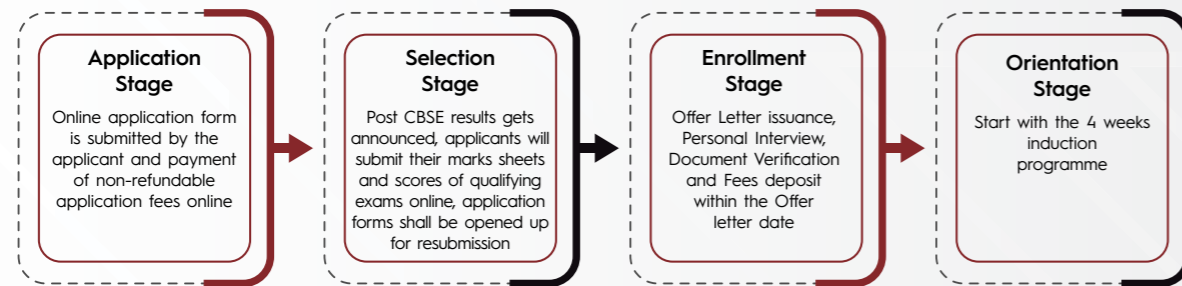 Application
Stage
Online application form
is submitted by the
applicant and payment
of non-refundable
application fees online
Selection
Stage
Post CBSE results gets
announced, applicants will
submit their marks sheets
and scores of qualifying
exams online, application
forms shall be opened up
for resubmission
Enrollment
Stage
Offer Letter issuance,
Personal Interview,
Document Verification
and Fees deposit
within the Offer
letter date
Orientation
Stage
Start with the 4 weeks
induction
programme